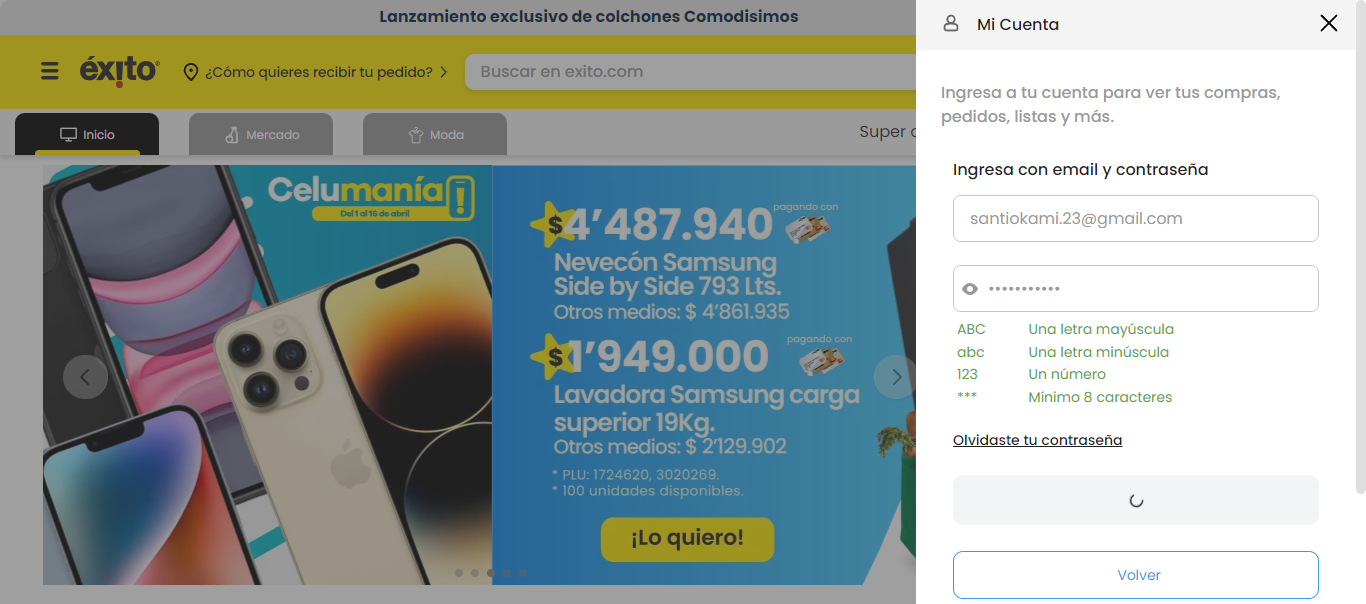 Lanzamiento exclusivo de colchones Comodisimos
éxito
¿Cómo quieres recibir tu pedido?
Buscar en exito.com
Inicio
Mercado
Moda
Super
Celumanía
Del 1 al 16 de abril
$4'487.940
pagando con
Nevecón Samsung
Side by Side 793 Lts.
Otros medios: $ 4'861.935
$1'949.000
pagando con
Lavadora Samsung carga
superior 19Kg.
Otros medios: $ 2'129.902
* PLU: 1724620, 3020269.
* 100 unidades disponibles.
¡Lo quiero!
Mi Cuenta
Ingresa a tu cuenta para ver tus compras,
pedidos, listas y más.
Ingresa con email y contraseña
santiokami.23@gmail.com
•••••••••••
ABC Una letra mayúscula
abc Una letra minúscula
123 Un número
*** Mínimo 8 caracteres
Olvidaste tu contraseña
Volver